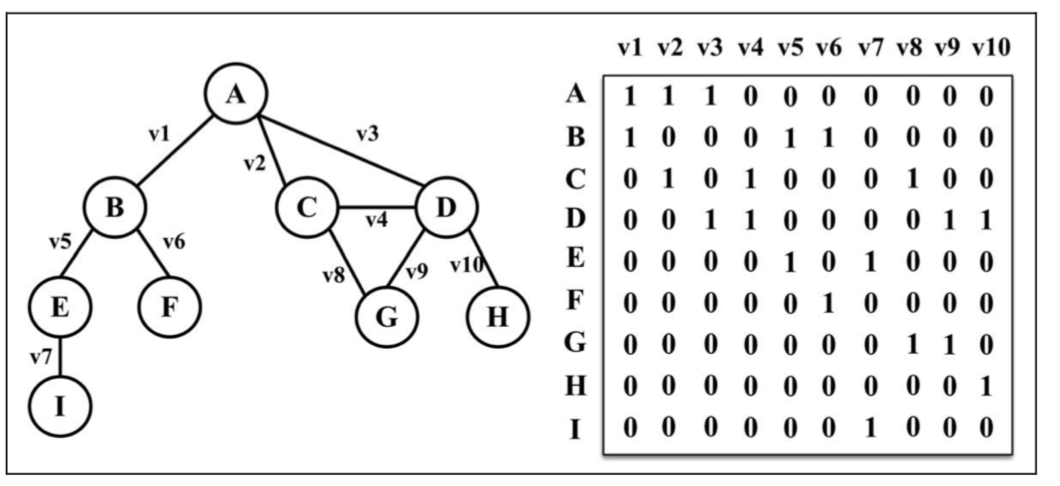 A
v1
v2
v3
B
C
D
v4
v5
v6
v8
v9
v10
E
F
G
H
v7
I
v1 v2 v3 v4 v5 v6 v7 v8 v9 v10
A 1 1 1 0 0 0 0 0 0 0
B 1 0 0 0 1 1 0 0 0 0
C 0 1 0 1 0 0 0 1 0 0
D 0 0 1 1 0 0 0 0 1 1
E 0 0 0 0 1 0 1 0 0 0
F 0 0 0 0 0 1 0 0 0 0
G 0 0 0 0 0 0 0 1 1 0
H 0 0 0 0 0 0 0 0 0 1
I 0 0 0 0 0 0 1 0 0 0